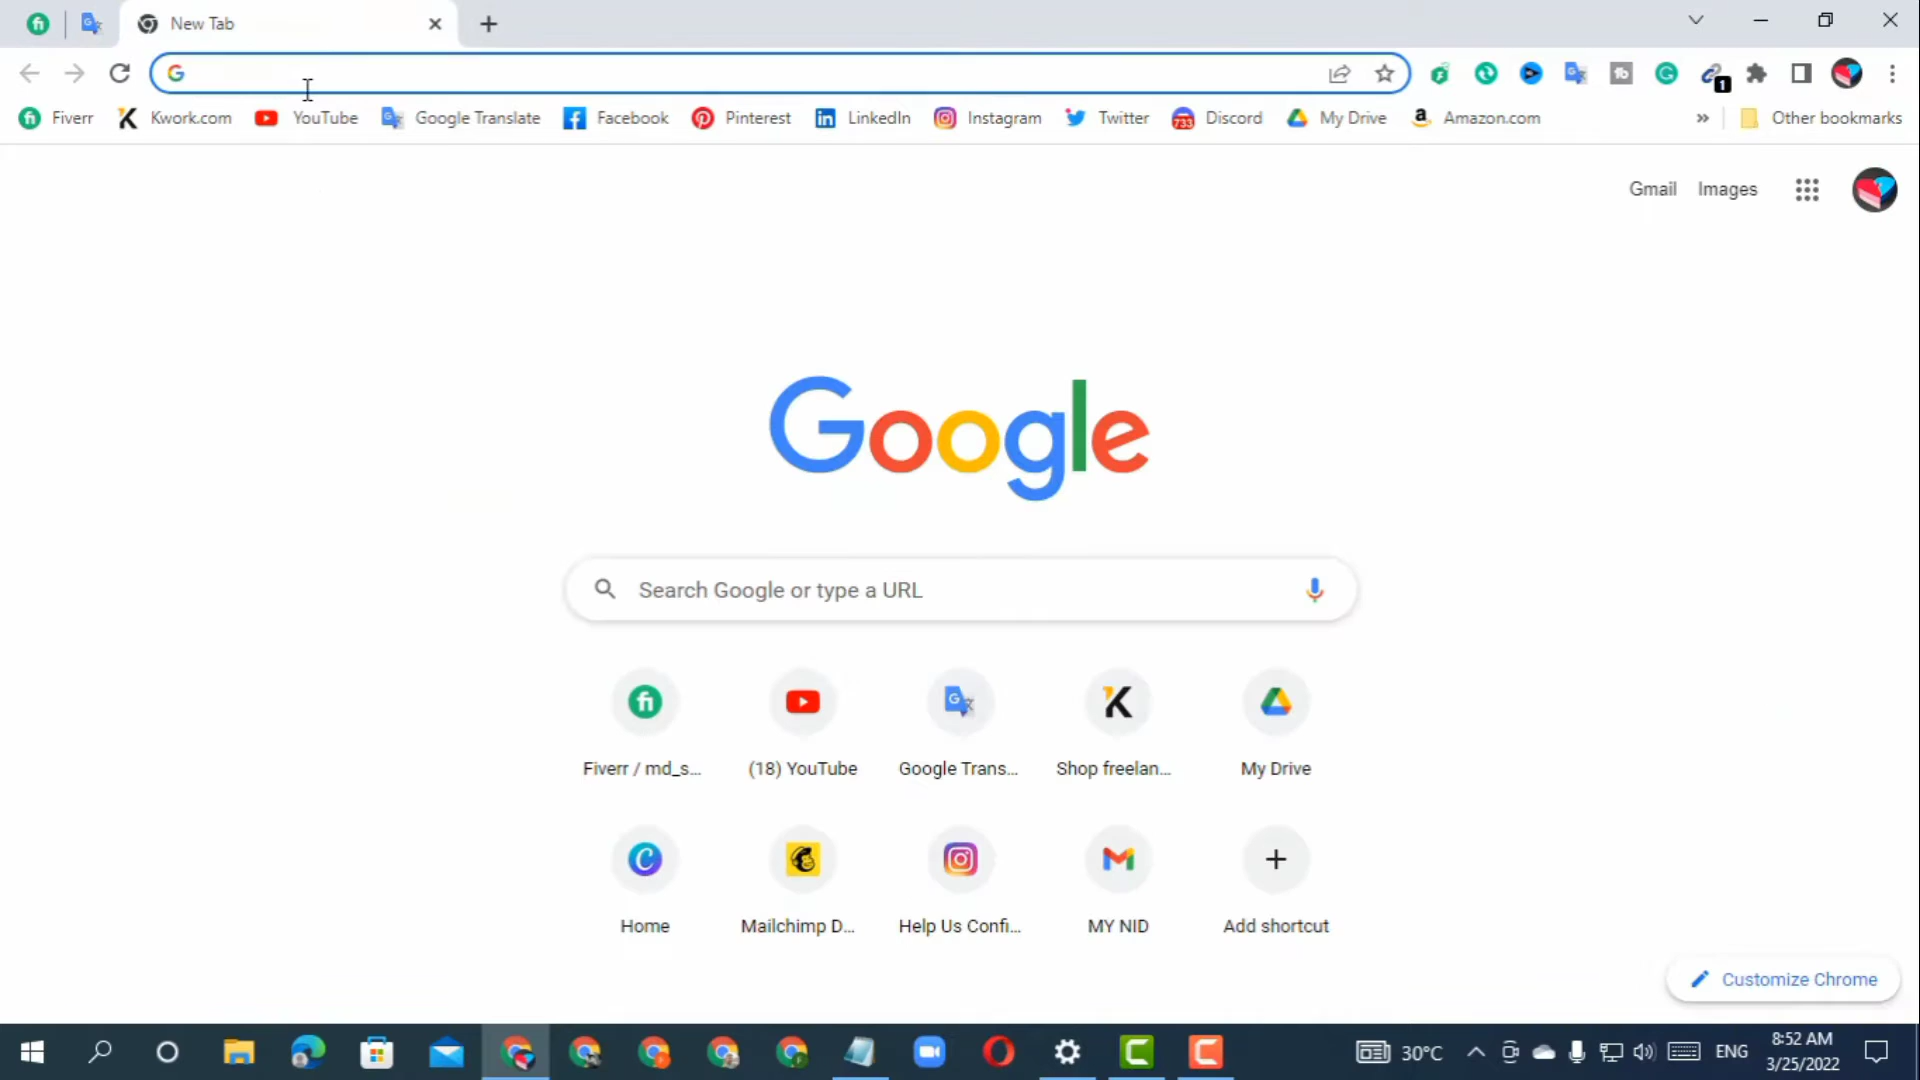 New Tab
Fiverr Kwork.com YouTube Google Translate Facebook Pinterest LinkedIn Instagram Twitter Discord My Drive Amazon.com » Other bookmarks
1
733
Gmail Images
Google
Search Google or type a URL
Fiverr / md_s... (18) YouTube Google Trans... Shop freelan... My Drive
Home Mailchimp D... Help Us Confi... MY NID Add shortcut
Customize Chrome
30°C ENG 8:52 AM
3/25/2022